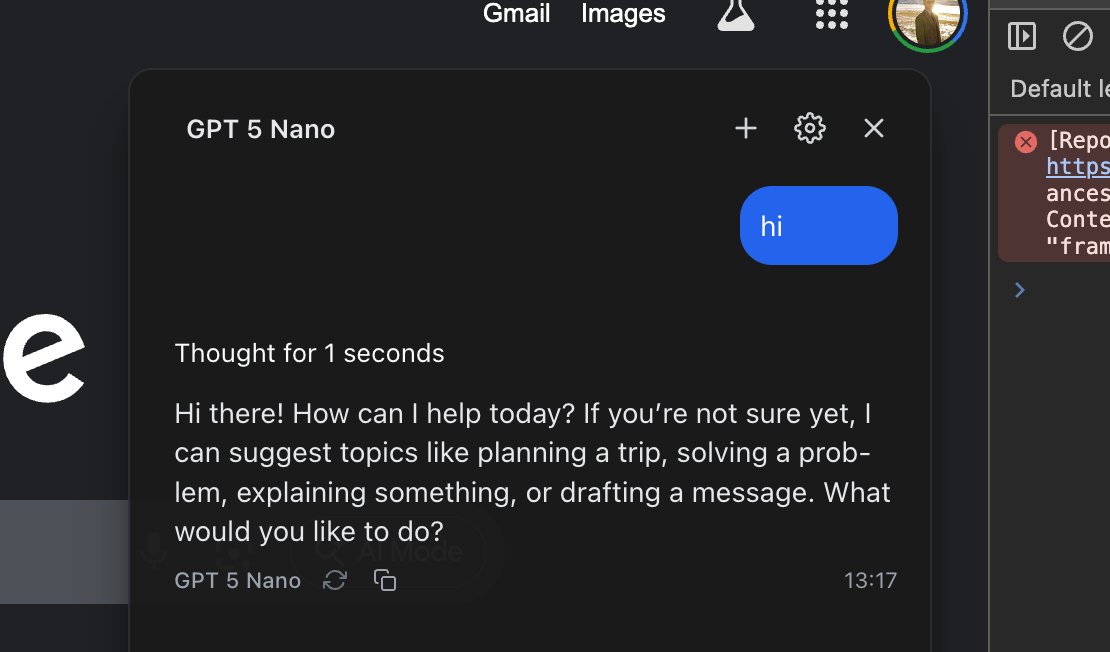 Gmail Images
GPT 5 Nano
hi
Thought for 1 seconds
Hi there! How can I help today? If you’re not sure yet, I
can suggest topics like planning a trip, solving a prob-
lem, explaining something, or drafting a message. What
would you like to do?
AI Mode
GPT 5 Nano
13:17
e
Default le
[Repo
https
ances
Conte
"fram